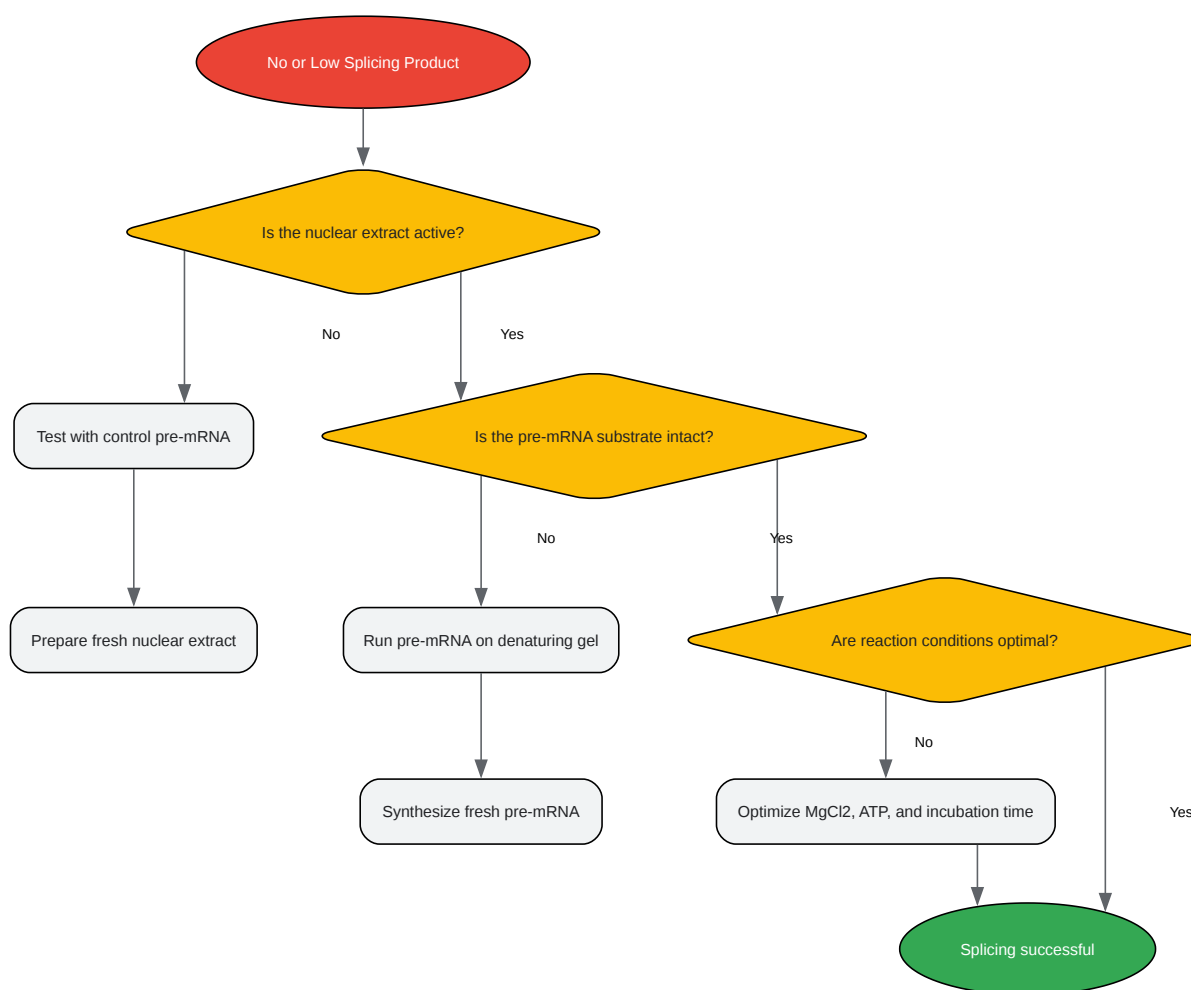 No or Low Splicing Product
Is the nuclear extract active?
No
Yes
Test with control pre-mRNA
Is the pre-mRNA substrate intact?
No
Yes
Prepare fresh nuclear extract
Run pre-mRNA on denaturing gel
Are reaction conditions optimal?
No
Synthesize fresh pre-mRNA
Optimize MgCl2, ATP, and incubation time
Yes
Splicing successful